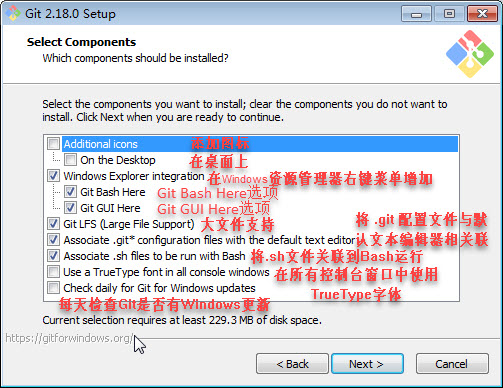 Git 2.18.0 Setup
Select Components
Which components should be installed?
Select the components you want to install; clear the components you do not want to
install. Click Next when you are ready to continue.
Additional icons 添加图标
On the Desktop 在桌面上
Windows Explorer integration 在Windows资源管理器右键菜单增加
Git Bash Here Git Bash Here选项
Git GUI Here Git GUI Here选项
Git LFS (Large File Support) 大文件支持 将 .git 配置文件与默
Associate .git* configuration files with the default text editor 认文本编辑器相关联
Associate .sh files to be run with Bash 将.sh文件关联到Bash运行
Use a TrueType font in all console windows 在所有控制台窗口中使用
Check daily for Git for Windows updates TrueType字体
每天检查Git是否有Windows更新
Current selection requires at least 229.3 MB of disk space.
https://gitforwindows.org/
< Back
Next >
Cancel